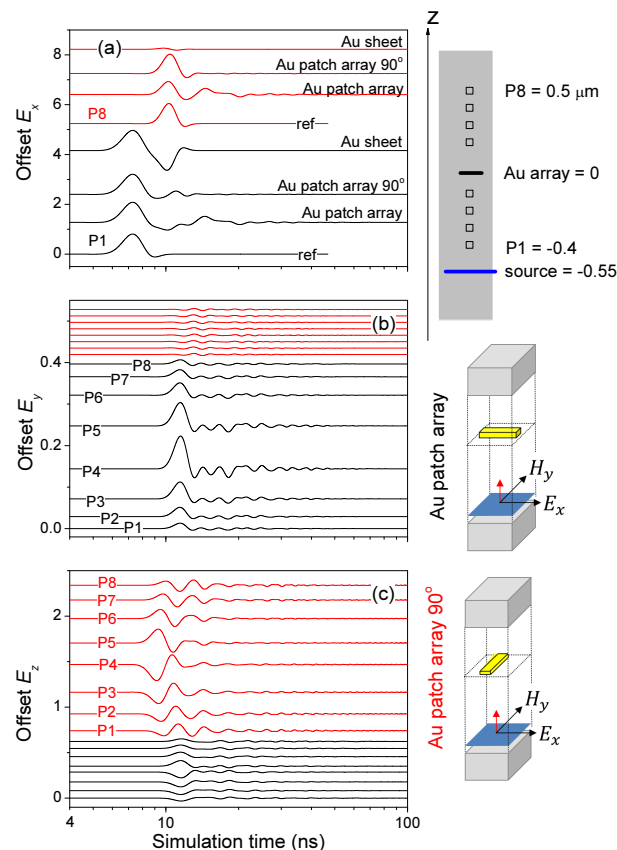 (a)
Au sheet
Au patch array 90°
Au patch array
P8
ref
Au sheet
Au patch array 90°
Au patch array
P1
ref
Offset Eₓ
8
6
4
2
0
Z
P8 = 0.5 μm
Au array = 0
P1 = -0.4
source = -0.55
(b)
P8
P7
P6
P5
P4
P3
P2
P1
Offset E_y
0.4
0.2
0.0
Au patch array
H_y
Eₓ
(c)
P8
P7
P6
P5
P4
P3
P2
P1
Offset E_z
2
1
0
4
10
100
Simulation time (ns)
Au patch array 90°
H_y
Eₓ